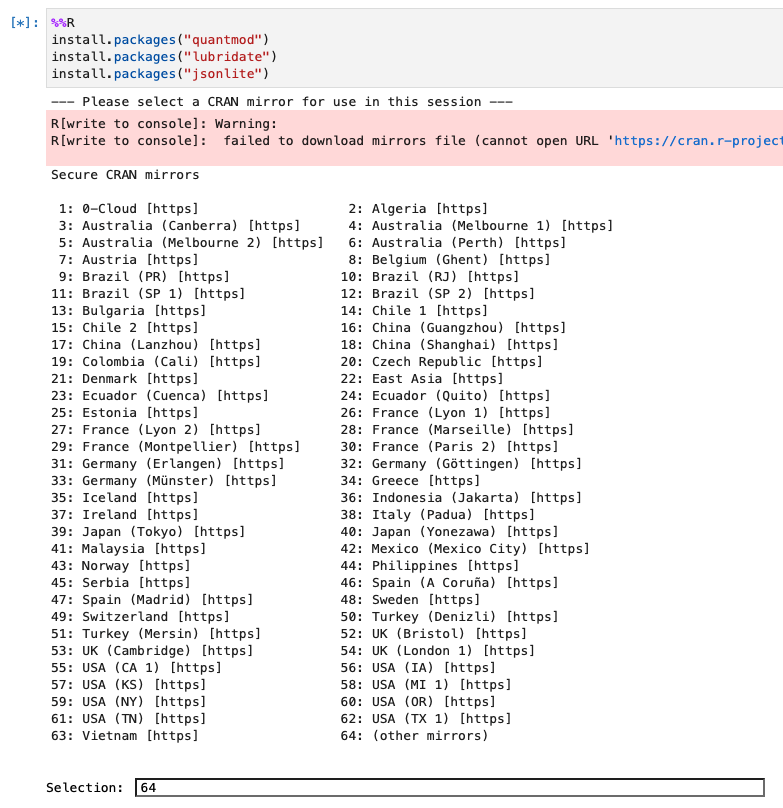 [*]: %%R
install.packages("quantmod")
install.packages("lubridate")
install.packages("jsonlite")
--- Please select a CRAN mirror for use in this session ---
R[write to console]: Warning:
R[write to console]:  failed to download mirrors file (cannot open URL 'https://cran.r-project
Secure CRAN mirrors
1: 0-Cloud [https] 2: Algeria [https]
3: Australia (Canberra) [https] 4: Australia (Melbourne 1) [https]
5: Australia (Melbourne 2) [https] 6: Australia (Perth) [https]
7: Austria [https] 8: Belgium (Ghent) [https]
9: Brazil (PR) [https] 10: Brazil (RJ) [https]
11: Brazil (SP 1) [https] 12: Brazil (SP 2) [https]
13: Bulgaria [https] 14: Chile 1 [https]
15: Chile 2 [https] 16: China (Guangzhou) [https]
17: China (Lanzhou) [https] 18: China (Shanghai) [https]
19: Colombia (Cali) [https] 20: Czech Republic [https]
21: Denmark [https] 22: East Asia [https]
23: Ecuador (Cuenca) [https] 24: Ecuador (Quito) [https]
25: Estonia [https] 26: France (Lyon 1) [https]
27: France (Lyon 2) [https] 28: France (Marseille) [https]
29: France (Montpellier) [https] 30: France (Paris 2) [https]
31: Germany (Erlangen) [https] 32: Germany (Göttingen) [https]
33: Germany (Münster) [https] 34: Greece [https]
35: Iceland [https] 36: Indonesia (Jakarta) [https]
37: Ireland [https] 38: Italy (Padua) [https]
39: Japan (Tokyo) [https] 40: Japan (Yonezawa) [https]
41: Malaysia [https] 42: Mexico (Mexico City) [https]
43: Norway [https] 44: Philippines [https]
45: Serbia [https] 46: Spain (A Coruña) [https]
47: Spain (Madrid) [https] 48: Sweden [https]
49: Switzerland [https] 50: Turkey (Denizli) [https]
51: Turkey (Mersin) [https] 52: UK (Bristol) [https]
53: UK (Cambridge) [https] 54: UK (London 1) [https]
55: USA (CA 1) [https] 56: USA (IA) [https]
57: USA (KS) [https] 58: USA (MI 1) [https]
59: USA (NY) [https] 60: USA (OR) [https]
61: USA (TN) [https] 62: USA (TX 1) [https]
63: Vietnam [https] 64: (other mirrors)
Selection: 64